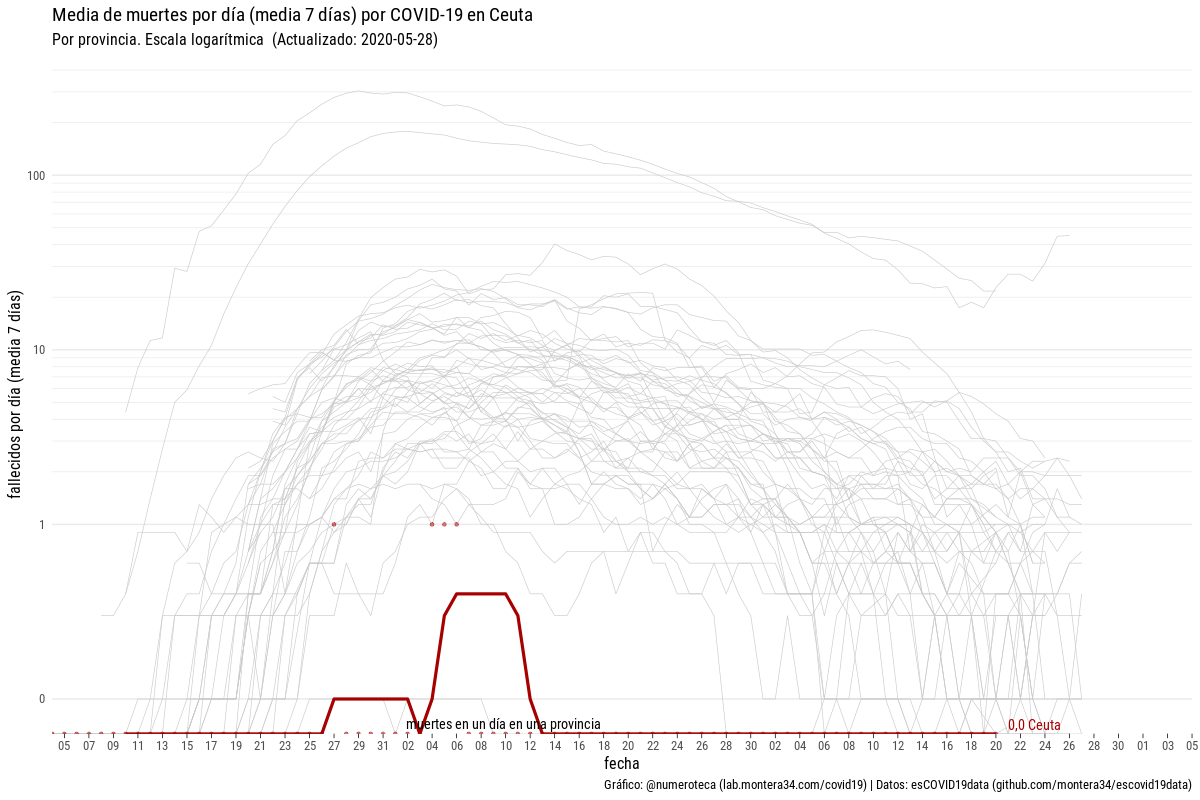 Media de muertes por día (media 7 días) por COVID-19 en Ceuta
Por provincia. Escala logarítmica  (Actualizado: 2020-05-28)
fallecidos por día (media 7 días)
100
10
1
0
muertes en un día en una provincia
0,0 Ceuta
05 07 09 11 13 15 17 19 21 23 25 27 29 31 02 04 06 08 10 12 14 16 18 20 22 24 26 28 30 02 04 06 08 10 12 14 16 18 20 22 24 26 28 30 01 03 05
fecha
Gráfico: @numeroteca (lab.montera34.com/covid19) | Datos: esCOVID19data (github.com/montera34/escovid19data)